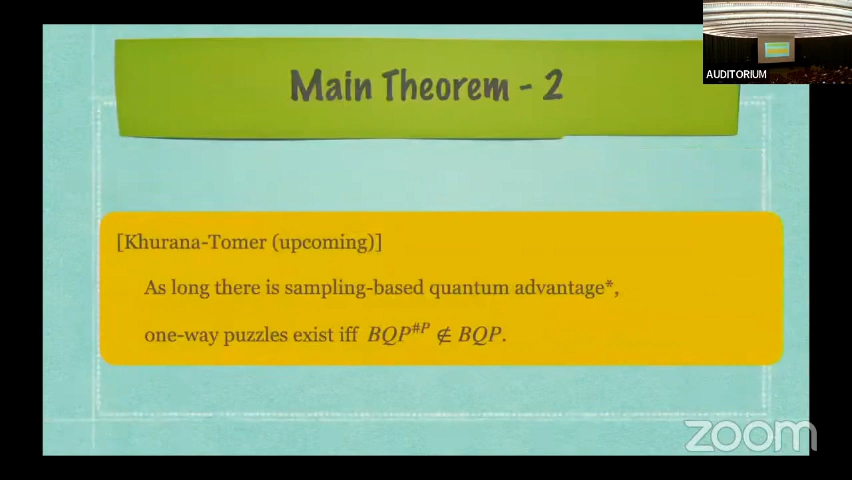 AUDITORIUM
Main Theorem - 2
[Khurana-Tomer (upcoming)]
As long there is sampling-based quantum advantage*,
one-way puzzles exist iff BQP^{#P} ∉ BQP.
zoom